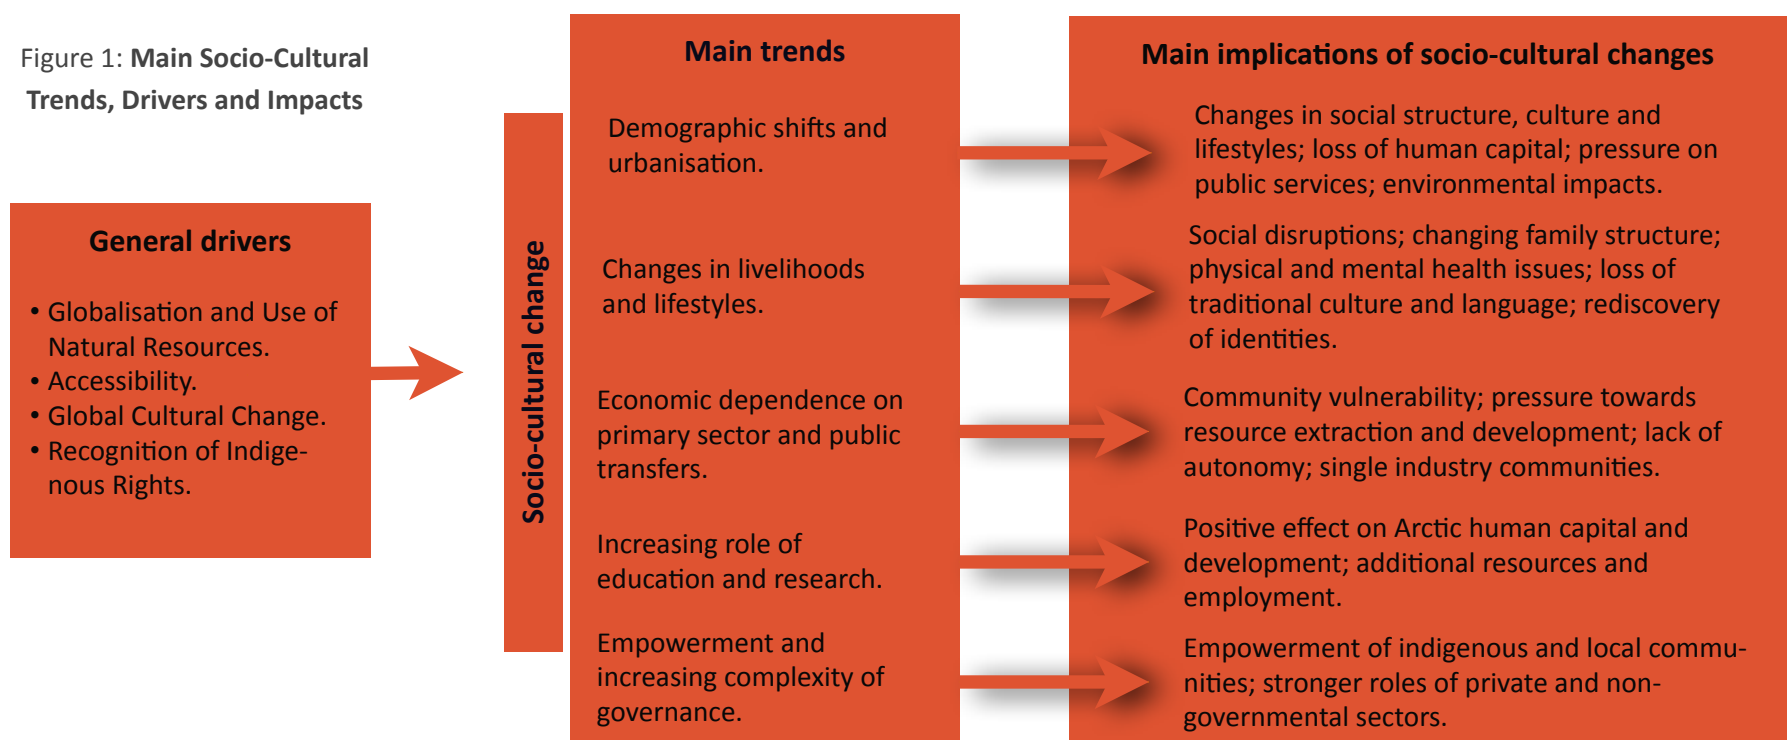 Figure 1: Main Socio-Cultural
Trends, Drivers and Impacts
General drivers
• Globalisation and Use of
Natural Resources.
• Accessibility.
• Global Cultural Change.
• Recognition of Indige-
nous Rights.
Socio-cultural change
Main trends
Demographic shifts and
urbanisation.
Changes in livelihoods
and lifestyles.
Economic dependence on
primary sector and public
transfers.
Increasing role of
education and research.
Empowerment and
increasing complexity of
governance.
Main implications of socio-cultural changes
Changes in social structure, culture and
lifestyles; loss of human capital; pressure on
public services; environmental impacts.
Social disruptions; changing family structure;
physical and mental health issues; loss of
traditional culture and language; rediscovery
of identities.
Community vulnerability; pressure towards
resource extraction and development; lack of
autonomy; single industry communities.
Positive effect on Arctic human capital and
development; additional resources and
employment.
Empowerment of indigenous and local commu-
nities; stronger roles of private and non-
governmental sectors.